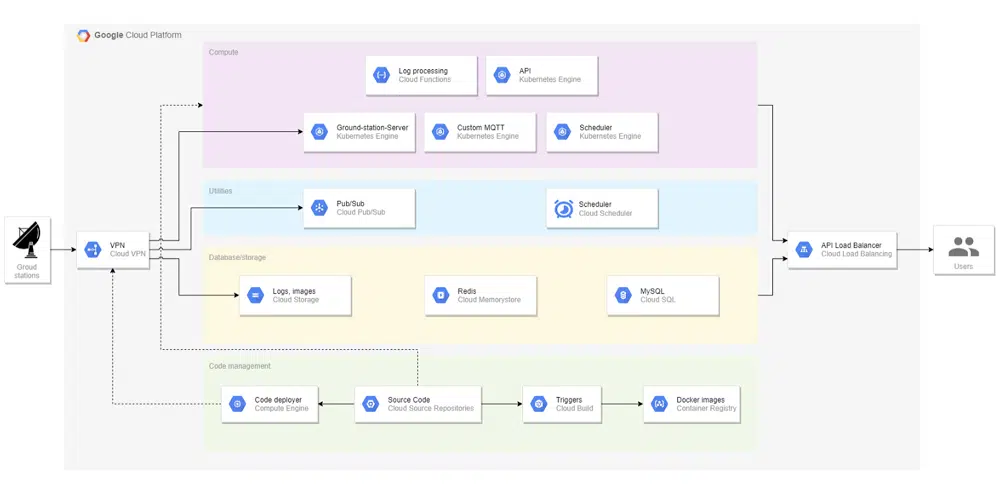 Google Cloud Platform
Compute
Log processing
Cloud Functions
API
Kubernetes Engine
Ground-station-Server
Kubernetes Engine
Custom MQTT
Kubernetes Engine
Scheduler
Kubernetes Engine
Utilities
Pub/Sub
Cloud Pub/Sub
Scheduler
Cloud Scheduler
Groud
stations
VPN
Cloud VPN
API Load Balancer
Cloud Load Balancing
Users
Database/storage
Logs, images
Cloud Storage
Redis
Cloud Memorystore
MySQL
Cloud SQL
Code management
Code deployer
Compute Engine
Source Code
Cloud Source Repositories
Triggers
Cloud Build
Docker images
Container Registry